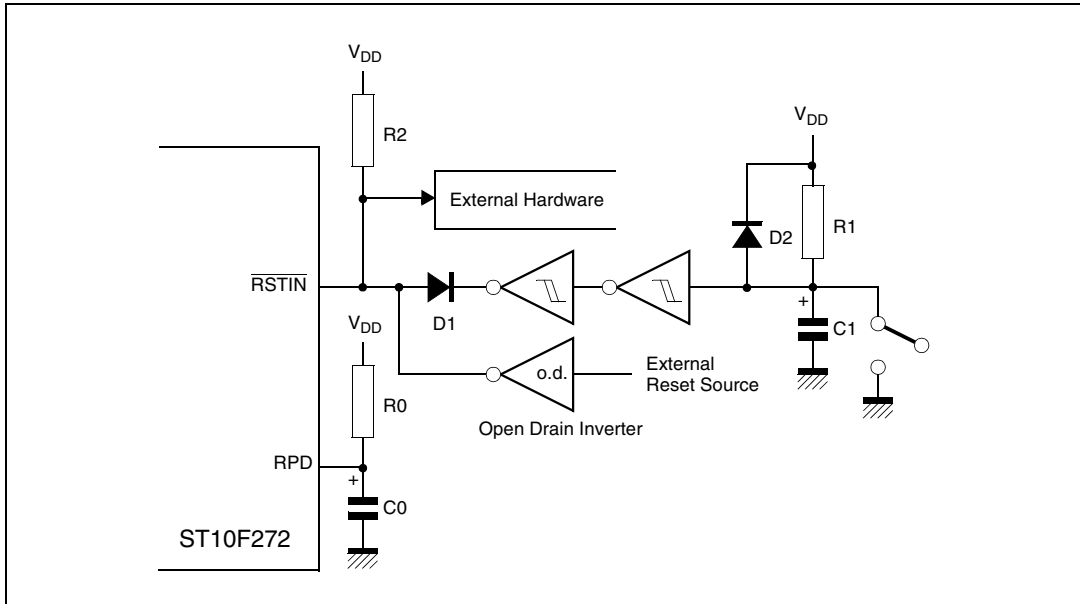 VDD
R2
VDD
External Hardware
D2
R1
RSTIN
D1
+
C1
VDD
o.d.
External
Reset Source
R0
Open Drain Inverter
RPD
+
C0
ST10F272